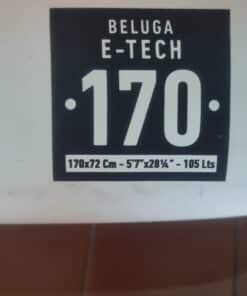 BELUGA
E-TECH
· 170 ·
170x72 Cm - 5'7"x28¼" - 105 Lts